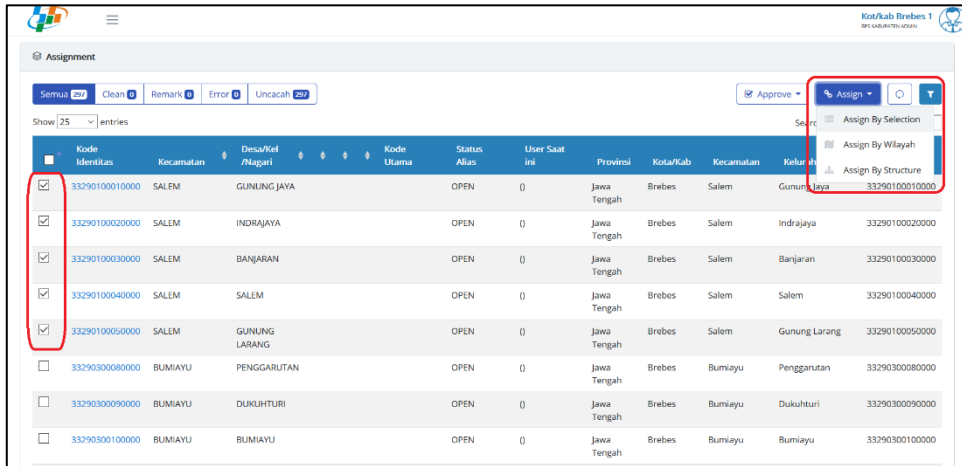 Kot/kab Brebes 1
BPS KABUPATEN ADMIN
Assignment
Semua 297 Clean 0 Remark 0 Error 0 Uncacah 297
Approve Assign
Show 25 entries
Assign By Selection
Assign By Wilayah
Assign By Structure
Kode Identitas Kecamatan Desa/Kel /Nagari Kode Utama Status Alias User Saat ini Provinsi Kota/Kab Kecamatan
33290100010000 SALEM GUNUNG JAYA OPEN () Jawa Tengah Brebes Salem Gunung Jaya 33290100010000
33290100020000 SALEM INDRAJAYA OPEN () Jawa Tengah Brebes Salem Indrajaya 33290100020000
33290100030000 SALEM BANJARAN OPEN () Jawa Tengah Brebes Salem Banjaran 33290100030000
33290100040000 SALEM SALEM OPEN () Jawa Tengah Brebes Salem Salem 33290100040000
33290100050000 SALEM GUNUNG LARANG OPEN () Jawa Tengah Brebes Salem Gunung Larang 33290100050000
33290300080000 BUMIAYU PENGGARUTAN OPEN () Jawa Tengah Brebes Bumiayu Penggarutan 33290300080000
33290300090000 BUMIAYU DUKUHTURI OPEN () Jawa Tengah Brebes Bumiayu Dukuhturi 33290300090000
33290300100000 BUMIAYU BUMIAYU OPEN () Jawa Tengah Brebes Bumiayu Bumiayu 33290300100000